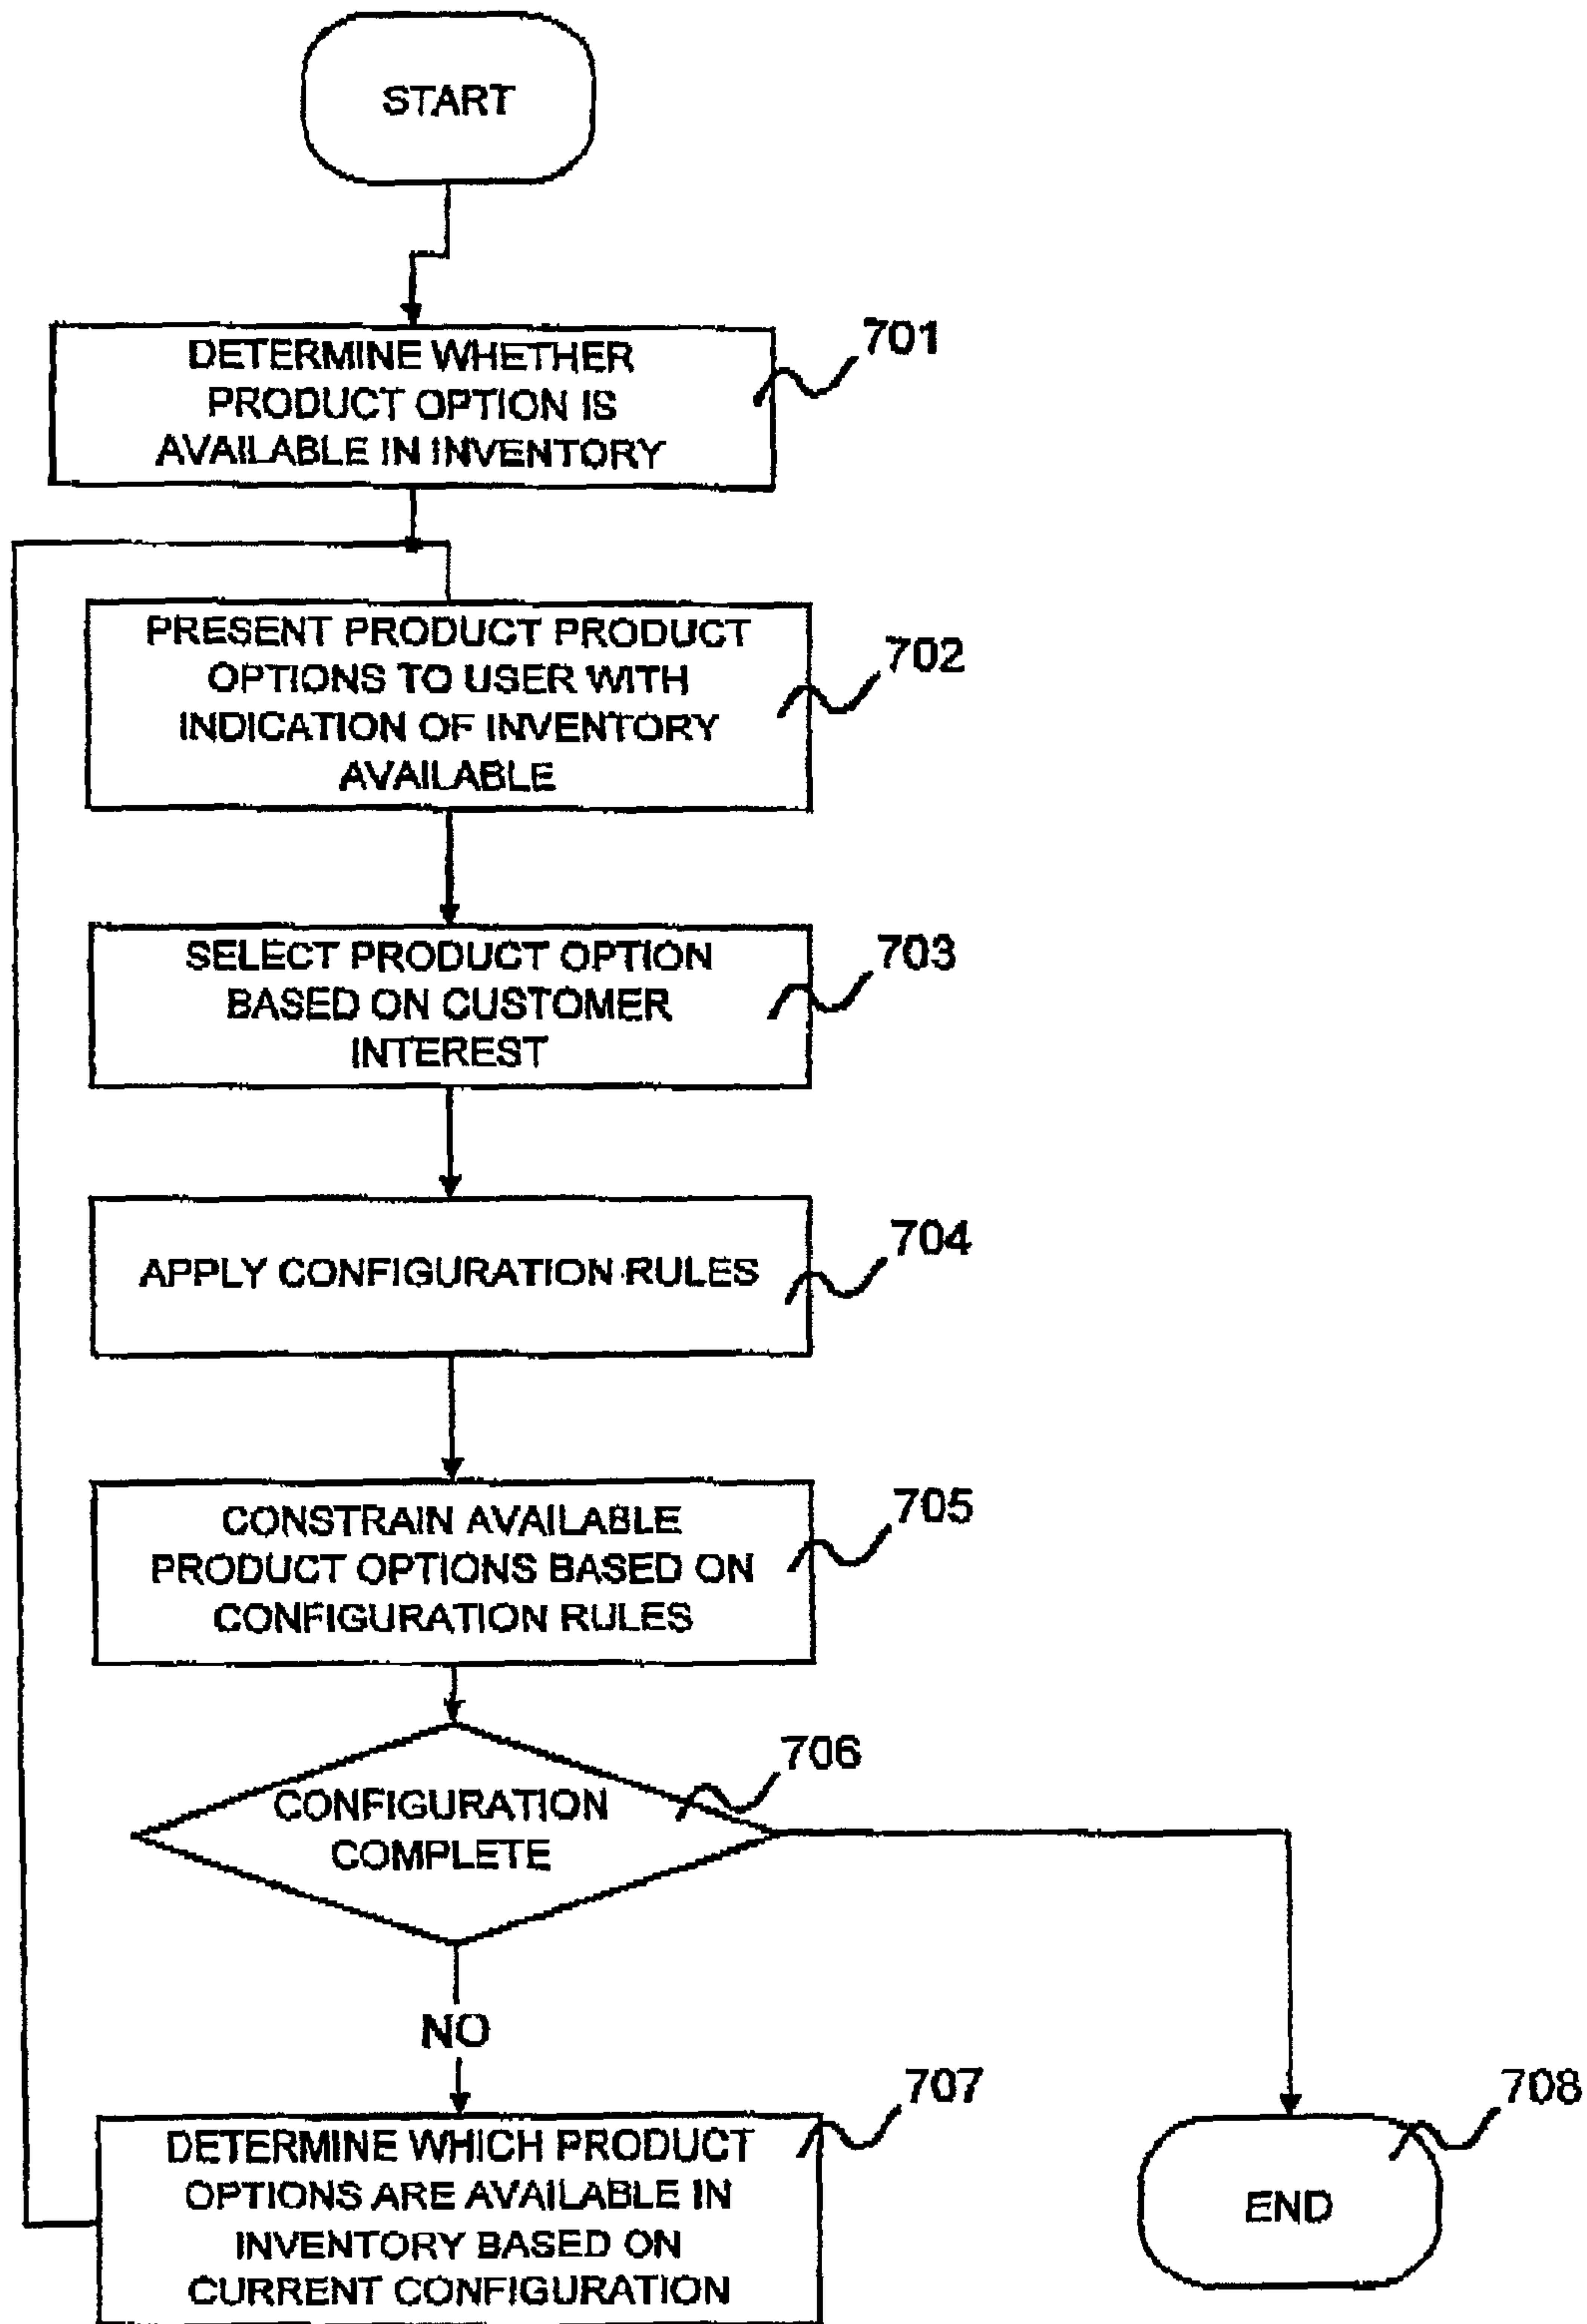 START
DETERMINE WHETHER
PRODUCT OPTION IS
AVAILABLE IN INVENTORY
701
PRESENT PRODUCT PRODUCT
OPTIONS TO USER WITH
INDICATION OF INVENTORY
AVAILABLE
702
SELECT PRODUCT OPTION
BASED ON CUSTOMER
INTEREST
703
APPLY CONFIGURATION RULES
704
CONSTRAIN AVAILABLE
PRODUCT OPTIONS BASED ON
CONFIGURATION RULES
705
CONFIGURATION
COMPLETE
706
NO
DETERMINE WHICH PRODUCT
OPTIONS ARE AVAILABLE IN
INVENTORY BASED ON
CURRENT CONFIGURATION
707
END
708